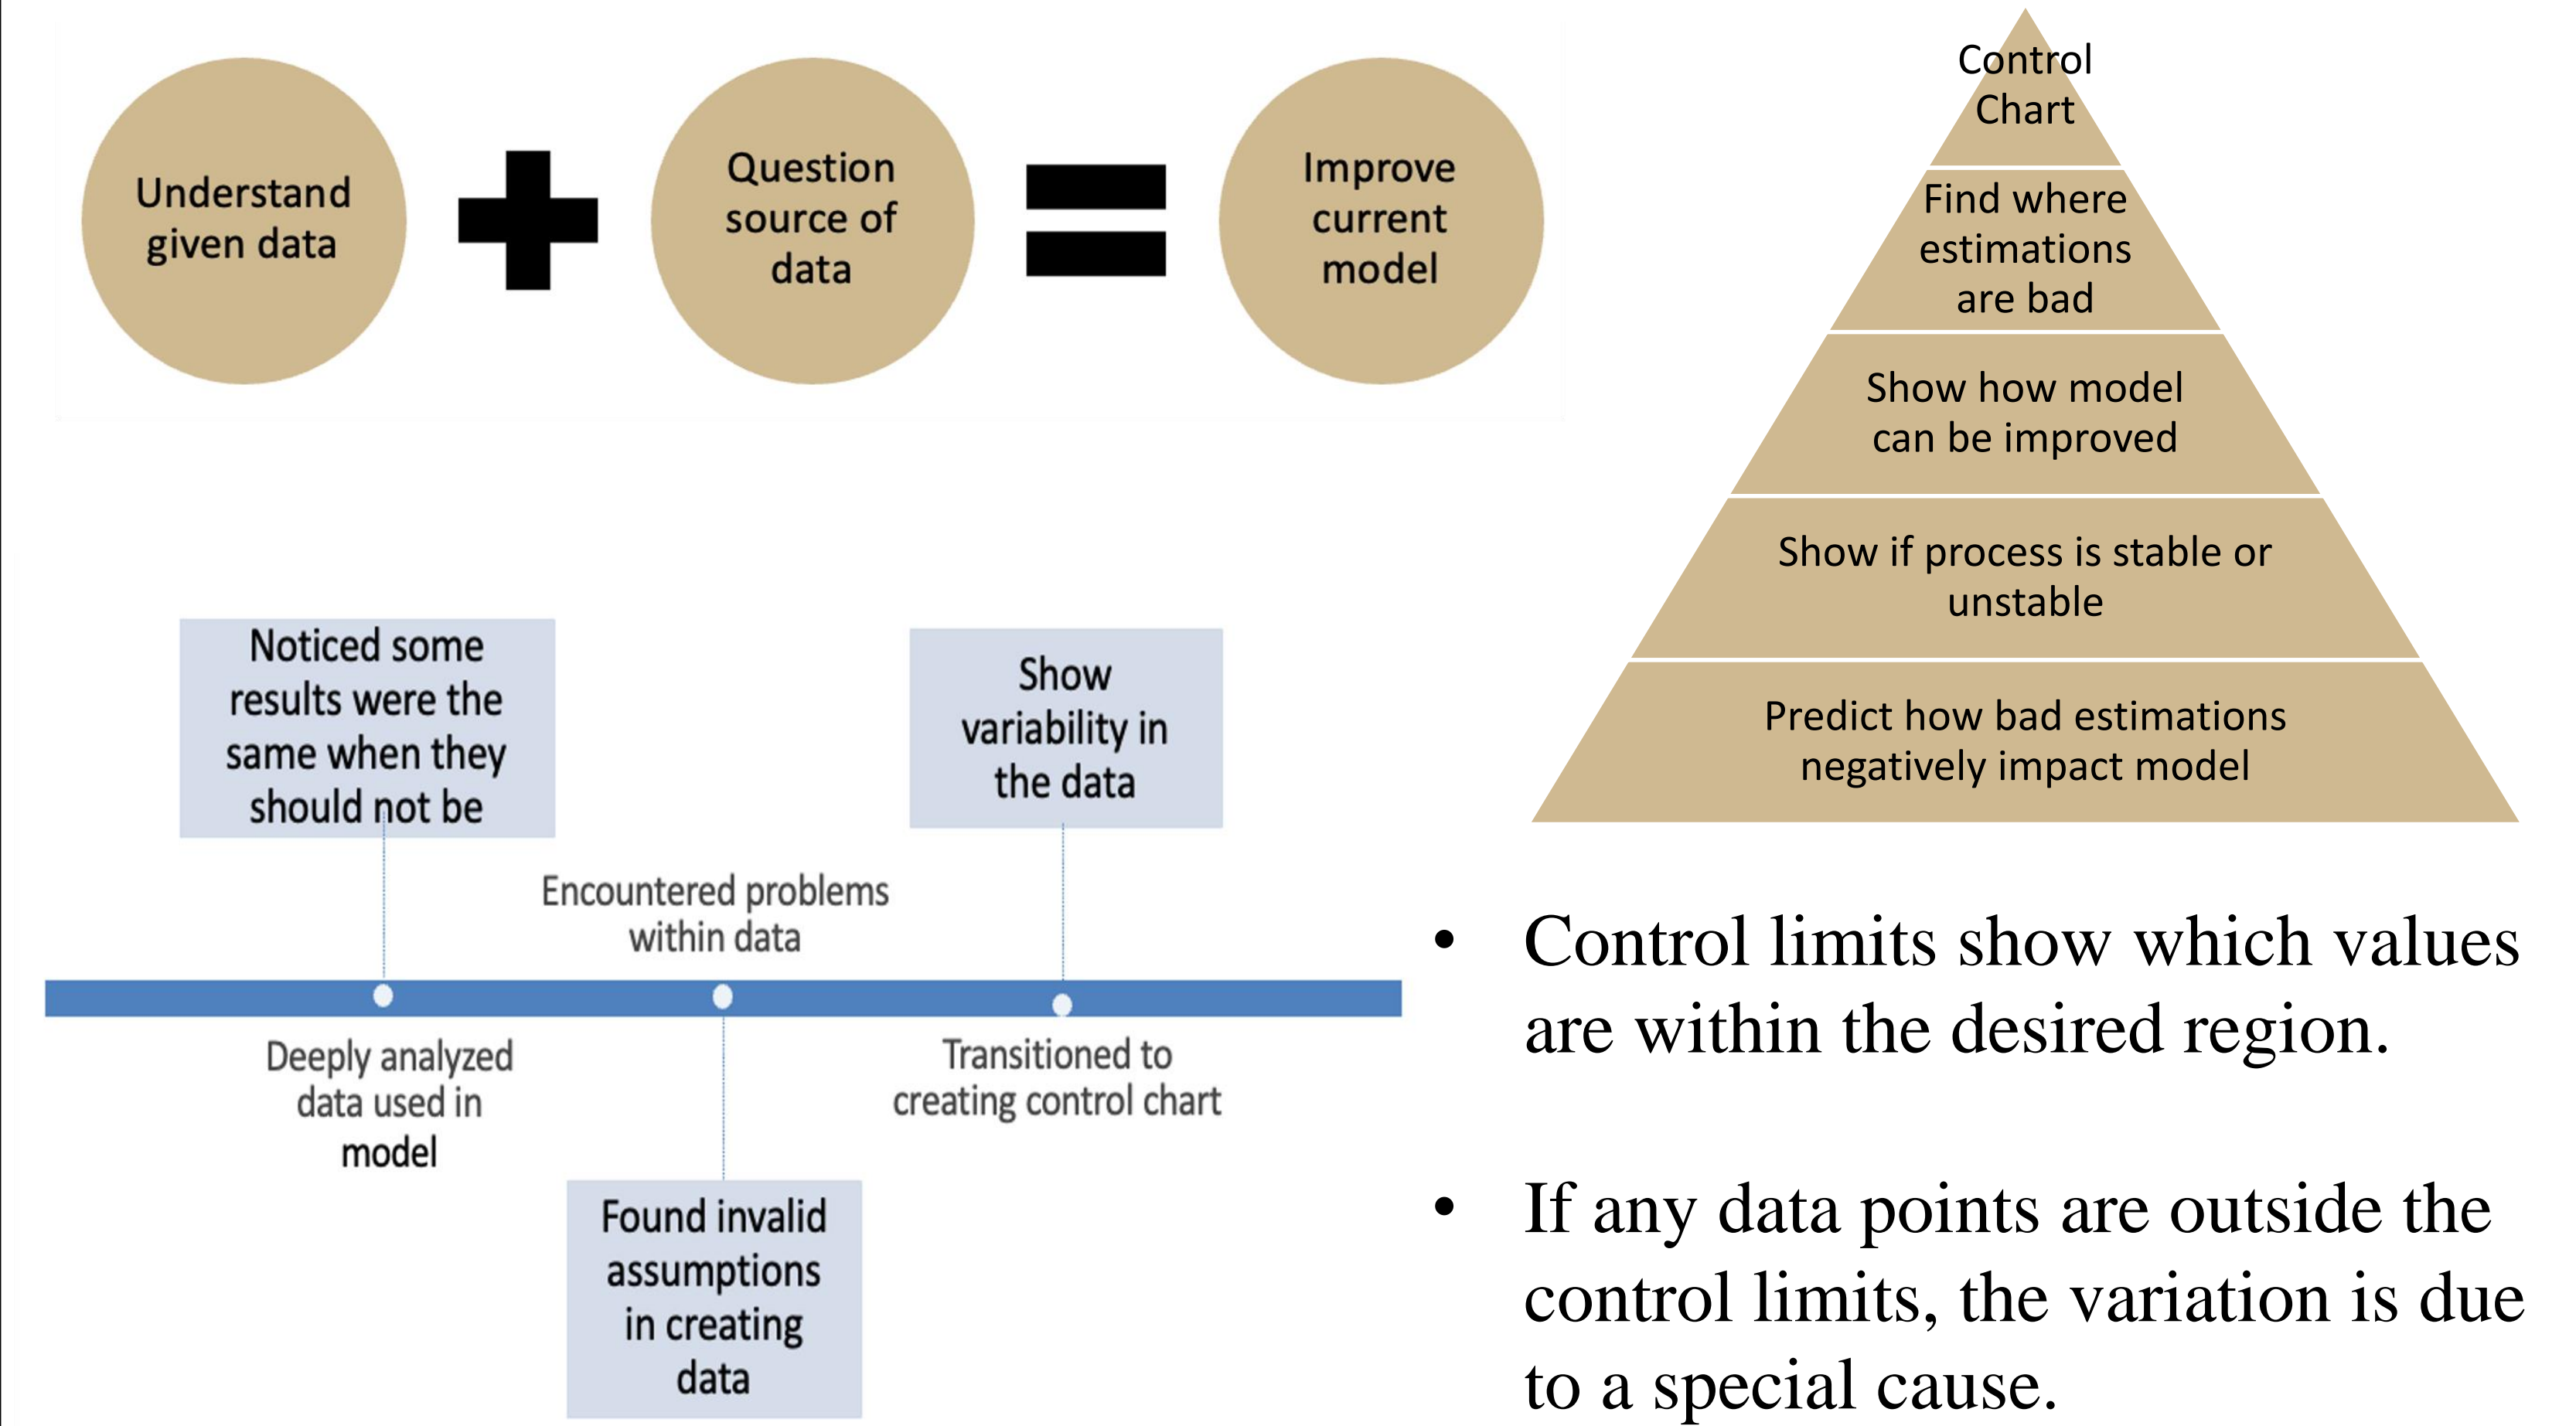 Understand
given data
Question
source of
data
Improve
current
model
Control
Chart
Find where
estimations
are bad
Show how model
can be improved
Show if process is stable or
unstable
Predict how bad estimations
negatively impact model
Noticed some
results were the
same when they
should not be
Deeply analyzed
data used in
model
Encountered problems
within data
Found invalid
assumptions
in creating
data
Show
variability in
the data
Transitioned to
creating control chart
• Control limits show which values
are within the desired region.
• If any data points are outside the
control limits, the variation is due
to a special cause.